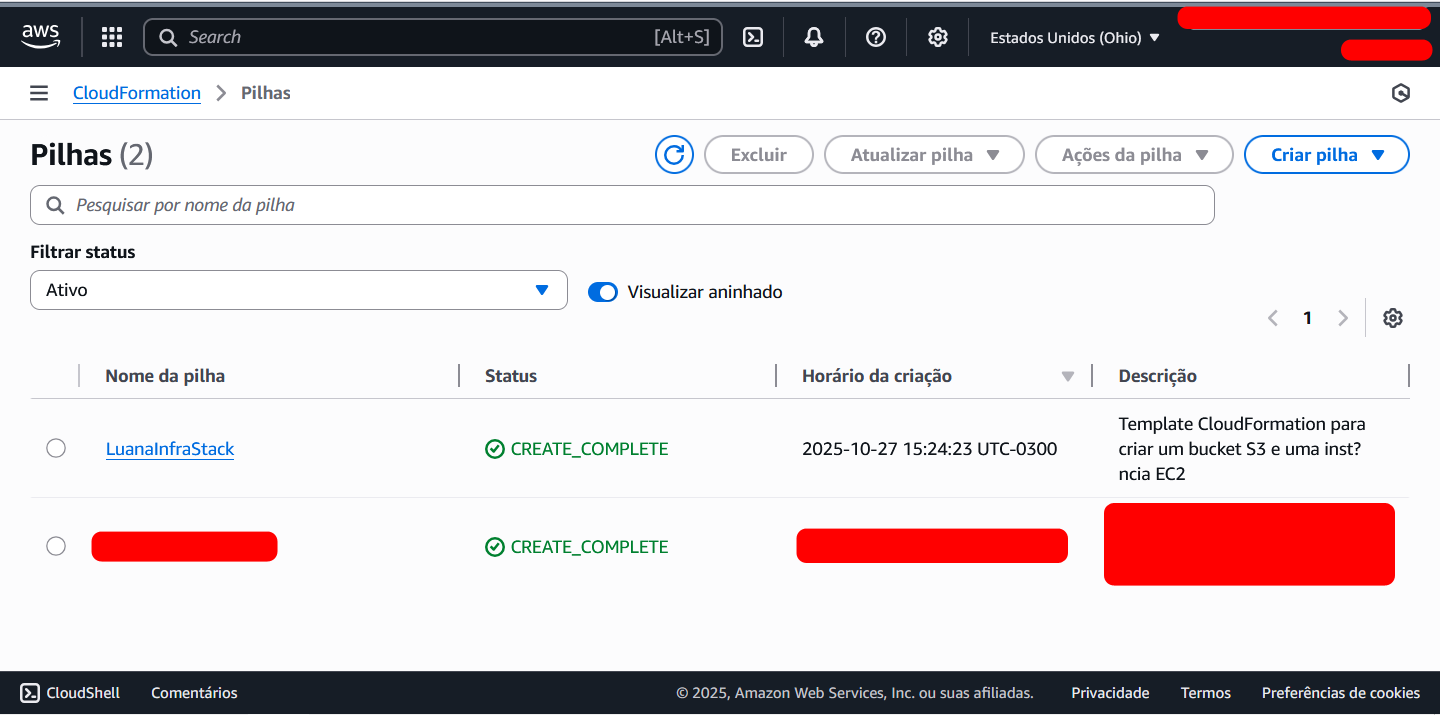 aws
Search [Alt+S]
Estados Unidos (Ohio)
CloudFormation Pilhas
Pilhas (2)
Excluir
Atualizar pilha
Ações da pilha
Criar pilha
Pesquisar por nome da pilha
Filtrar status
Ativo
Visualizar aninhado
1
Nome da pilha Status Horário da criação Descrição
LuanaInfraStack CREATE_COMPLETE 2025-10-27 15:24:23 UTC-0300
Template CloudFormation para
criar um bucket S3 e uma inst?
ncia EC2
CREATE_COMPLETE
CloudShell Comentários © 2025, Amazon Web Services, Inc. ou suas afiliadas. Privacidade Termos Preferências de cookies